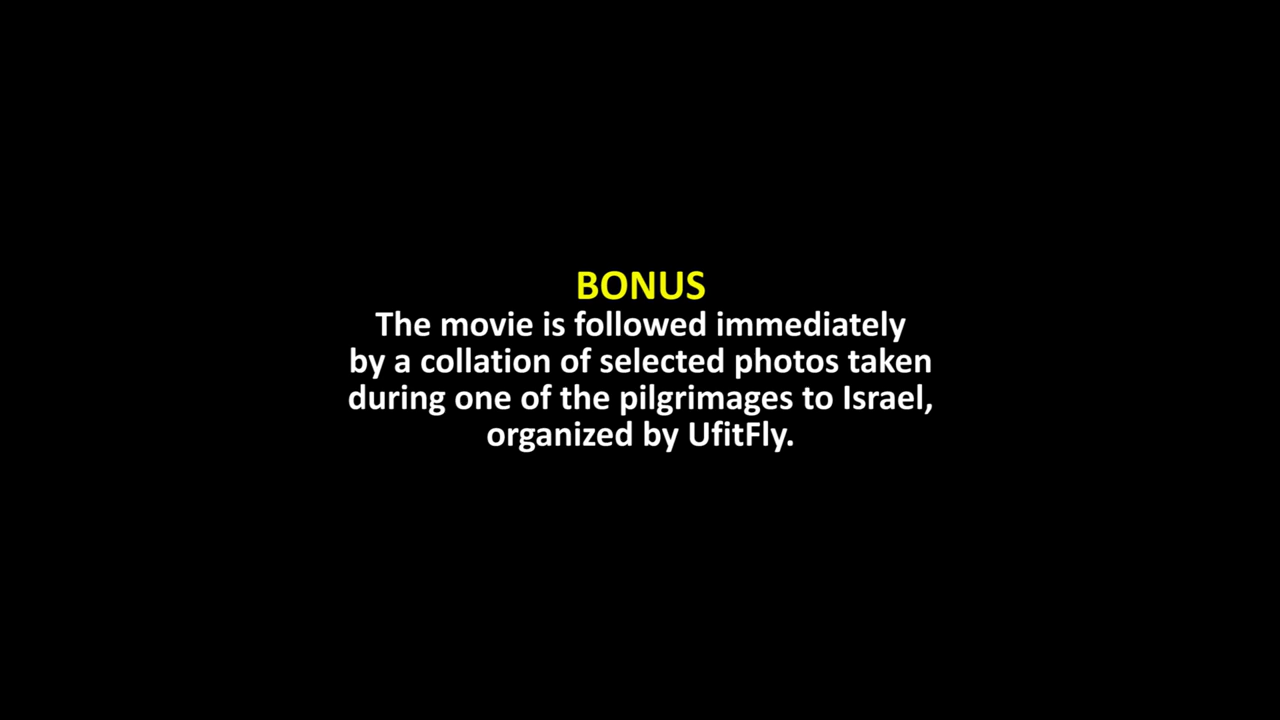 BONUS
The movie is followed immediately
by a collation of selected photos taken
during one of the pilgrimages to Israel,
organized by UfitFly.